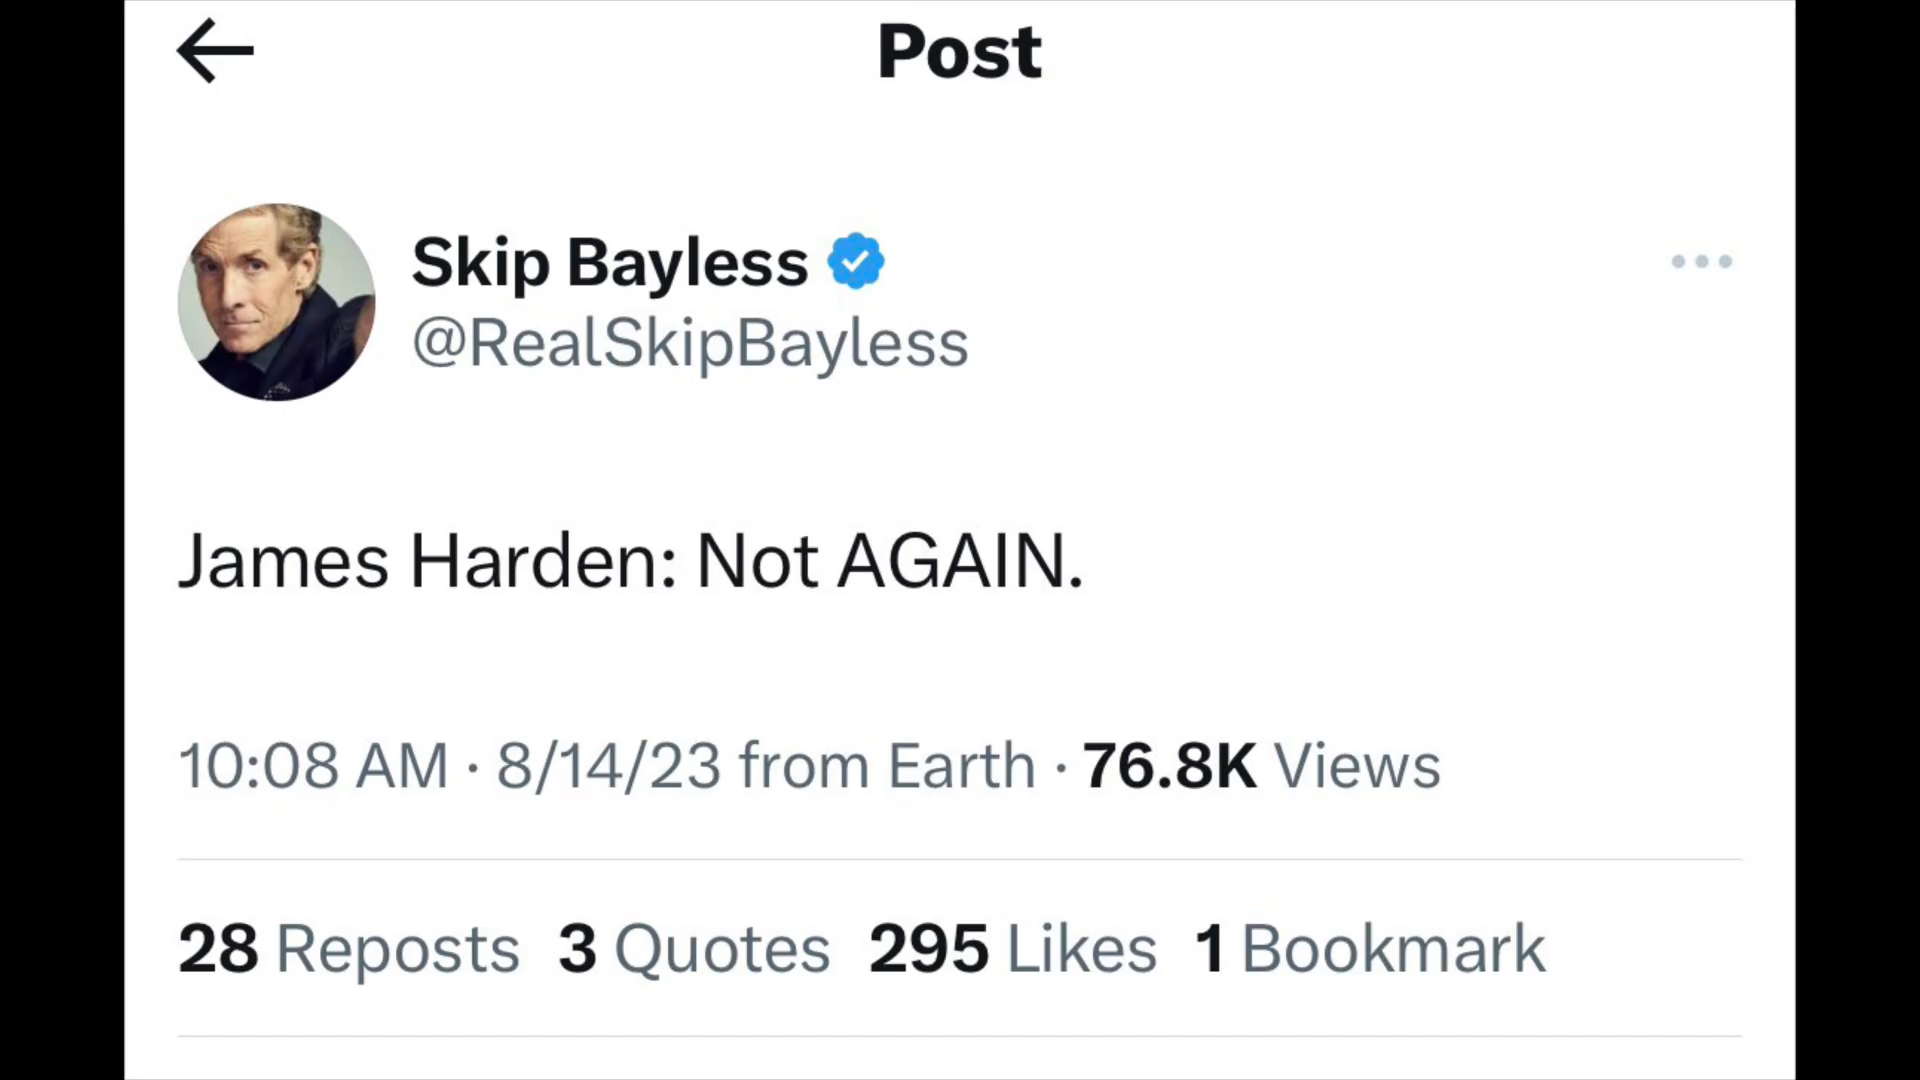 Post
Skip Bayless
@RealSkipBayless
James Harden: Not AGAIN.
10:08 AM · 8/14/23 from Earth · 76.8K Views
28 Reposts 3 Quotes 295 Likes 1 Bookmark